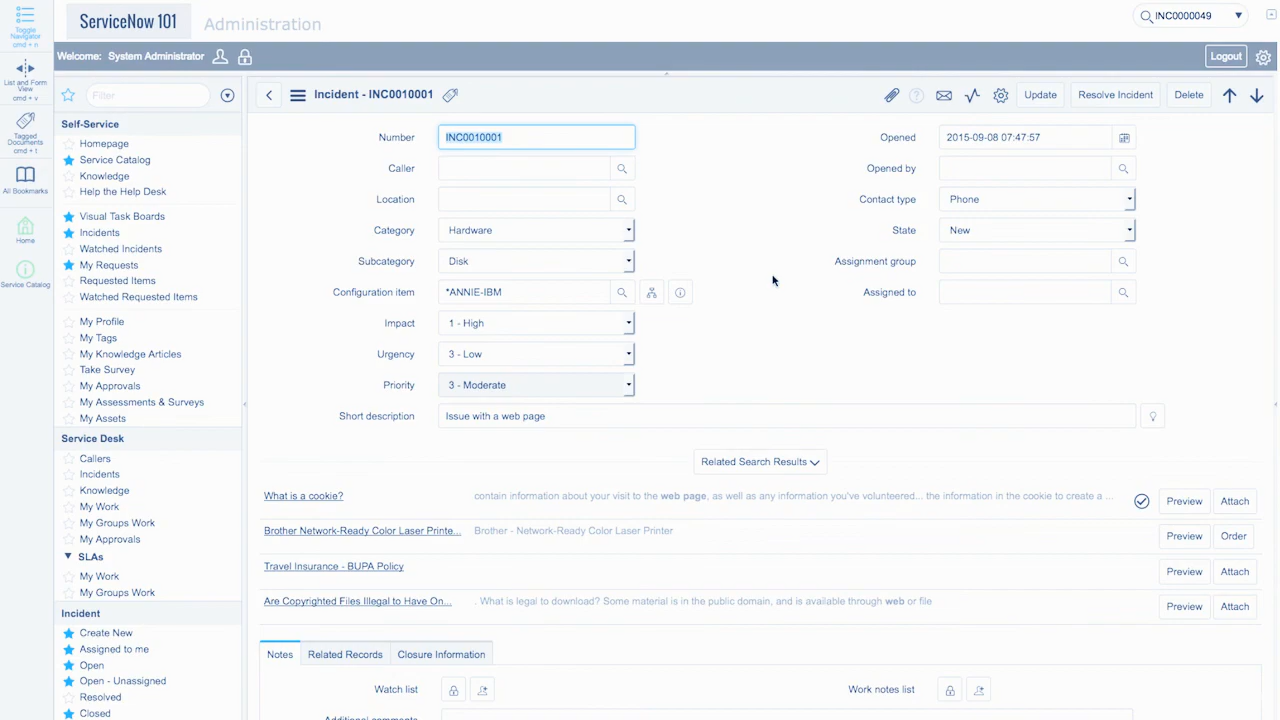 Toggle Navigator
cmd + n
List and Form View
cmd + v
Tagged Documents
cmd + t
All Bookmarks
Home
Service Catalog
ServiceNow 101
Administration
INC0000049
Welcome: System Administrator
Logout
Filter
Self-Service
Homepage
Service Catalog
Knowledge
Help the Help Desk
Visual Task Boards
Incidents
Watched Incidents
My Requests
Requested Items
Watched Requested Items
My Profile
My Tags
My Knowledge Articles
Take Survey
My Approvals
My Assessments & Surveys
My Assets
Service Desk
Callers
Incidents
Knowledge
My Work
My Groups Work
My Approvals
SLAs
My Work
My Groups Work
Incident
Create New
Assigned to me
Open
Open - Unassigned
Resolved
Closed
Incident - INC0010001
Update
Resolve Incident
Delete
Number INC0010001
Opened 2015-09-08 07:47:57
Caller
Opened by
Location
Contact type Phone
Category Hardware
State New
Subcategory Disk
Assignment group
Configuration item *ANNIE-IBM
Assigned to
Impact 1 - High
Urgency 3 - Low
Priority 3 - Moderate
Short description Issue with a web page
Related Search Results
What is a cookie? contain information about your visit to the web page, as well as any information you've volunteered... the information in the cookie to create a ... Preview Attach
Brother Network-Ready Color Laser Printe... Brother - Network-Ready Color Laser Printer Preview Order
Travel Insurance - BUPA Policy Preview Attach
Are Copyrighted Files Illegal to Have On... . What is legal to download? Some material is in the public domain, and is available through web or file Preview Attach
Notes Related Records Closure Information
Watch list
Work notes list
Additional comments